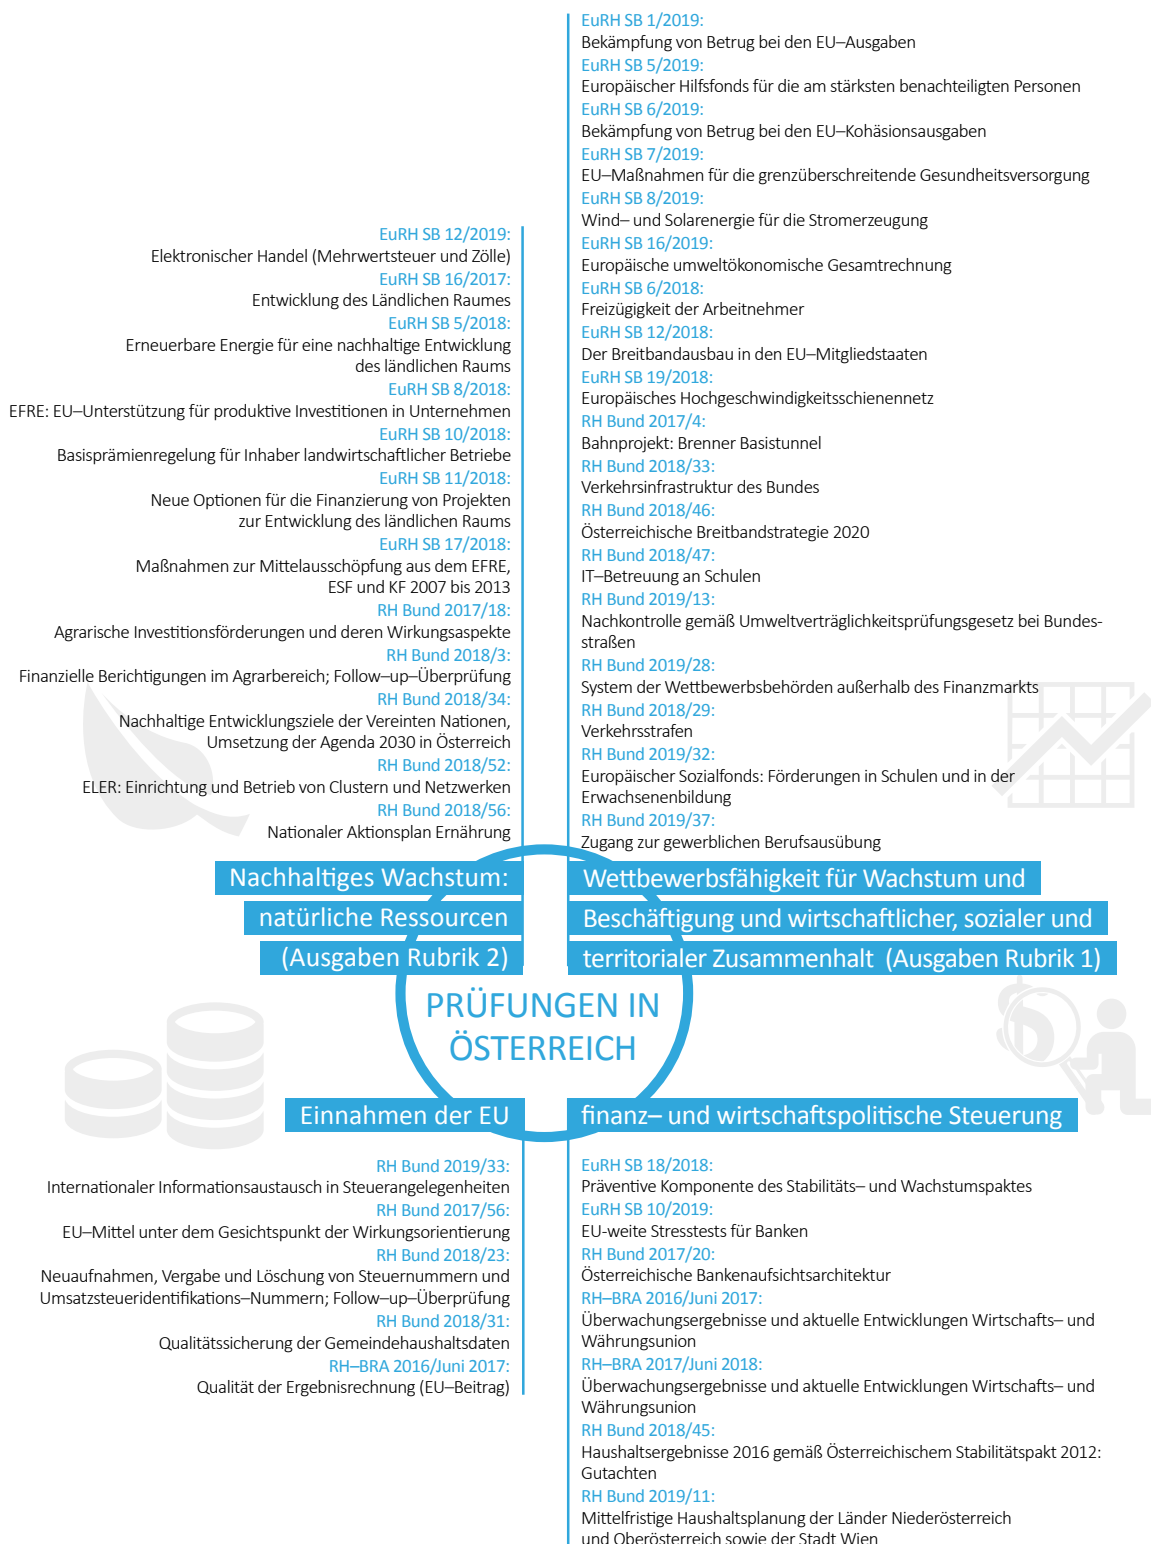 EuRH SB 12/2019:
Elektronischer Handel (Mehrwertsteuer und Zölle)
EuRH SB 16/2017:
Entwicklung des Ländlichen Raumes
EuRH SB 5/2018:
Erneuerbare Energie für eine nachhaltige Entwicklung
des ländlichen Raums
EuRH SB 8/2018:
EFRE: EU–Unterstützung für produktive Investitionen in Unternehmen
EuRH SB 10/2018:
Basisprämienregelung für Inhaber landwirtschaftlicher Betriebe
EuRH SB 11/2018:
Neue Optionen für die Finanzierung von Projekten
zur Entwicklung des ländlichen Raums
EuRH SB 17/2018:
Maßnahmen zur Mittelausschöpfung aus dem EFRE,
ESF und KF 2007 bis 2013
RH Bund 2017/18:
Agrarische Investitionsförderungen und deren Wirkungsaspekte
RH Bund 2018/3:
Finanzielle Berichtigungen im Agrarbereich; Follow–up–Überprüfung
RH Bund 2018/34:
Nachhaltige Entwicklungsziele der Vereinten Nationen,
Umsetzung der Agenda 2030 in Österreich
RH Bund 2018/52:
ELER: Einrichtung und Betrieb von Clustern und Netzwerken
RH Bund 2018/56:
Nationaler Aktionsplan Ernährung
Nachhaltiges Wachstum:
natürliche Ressourcen
(Ausgaben Rubrik 2)
EuRH SB 1/2019:
Bekämpfung von Betrug bei den EU–Ausgaben
EuRH SB 5/2019:
Europäischer Hilfsfonds für die am stärksten benachteiligten Personen
EuRH SB 6/2019:
Bekämpfung von Betrug bei den EU–Kohäsionsausgaben
EuRH SB 7/2019:
EU–Maßnahmen für die grenzüberschreitende Gesundheitsversorgung
EuRH SB 8/2019:
Wind– und Solarenergie für die Stromerzeugung
EuRH SB 16/2019:
Europäische umweltökonomische Gesamtrechnung
EuRH SB 6/2018:
Freizügigkeit der Arbeitnehmer
EuRH SB 12/2018:
Der Breitbandausbau in den EU–Mitgliedstaaten
EuRH SB 19/2018:
Europäisches Hochgeschwindigkeitsschienennetz
RH Bund 2017/4:
Bahnprojekt: Brenner Basistunnel
RH Bund 2018/33:
Verkehrsinfrastruktur des Bundes
RH Bund 2018/46:
Österreichische Breitbandstrategie 2020
RH Bund 2018/47:
IT–Betreuung an Schulen
RH Bund 2019/13:
Nachkontrolle gemäß Umweltverträglichkeitsprüfungsgesetz bei Bundes-
straßen
RH Bund 2019/28:
System der Wettbewerbsbehörden außerhalb des Finanzmarkts
RH Bund 2018/29:
Verkehrsstrafen
RH Bund 2019/32:
Europäischer Sozialfonds: Förderungen in Schulen und in der
Erwachsenenbildung
RH Bund 2019/37:
Zugang zur gewerblichen Berufsausübung
Wettbewerbsfähigkeit für Wachstum und
Beschäftigung und wirtschaftlicher, sozialer und
territorialer Zusammenhalt (Ausgaben Rubrik 1)
PRÜFUNGEN IN
ÖSTERREICH
Einnahmen der EU
RH Bund 2019/33:
Internationaler Informationsaustausch in Steuerangelegenheiten
RH Bund 2017/56:
EU–Mittel unter dem Gesichtspunkt der Wirkungsorientierung
RH Bund 2018/23:
Neuaufnahmen, Vergabe und Löschung von Steuernummern und
Umsatzsteueridentifikations–Nummern; Follow–up–Überprüfung
RH Bund 2018/31:
Qualitätssicherung der Gemeindehaushaltsdaten
RH–BRA 2016/Juni 2017:
Qualität der Ergebnisrechnung (EU–Beitrag)
finanz– und wirtschaftspolitische Steuerung
EuRH SB 18/2018:
Präventive Komponente des Stabilitäts– und Wachstumspaktes
EuRH SB 10/2019:
EU-weite Stresstests für Banken
RH Bund 2017/20:
Österreichische Bankenaufsichtsarchitektur
RH–BRA 2016/Juni 2017:
Überwachungsergebnisse und aktuelle Entwicklungen Wirtschafts– und
Währungsunion
RH–BRA 2017/Juni 2018:
Überwachungsergebnisse und aktuelle Entwicklungen Wirtschafts– und
Währungsunion
RH Bund 2018/45:
Haushaltsergebnisse 2016 gemäß Österreichischem Stabilitätspakt 2012:
Gutachten
RH Bund 2019/11:
Mittelfristige Haushaltsplanung der Länder Niederösterreich
und Oberösterreich sowie der Stadt Wien